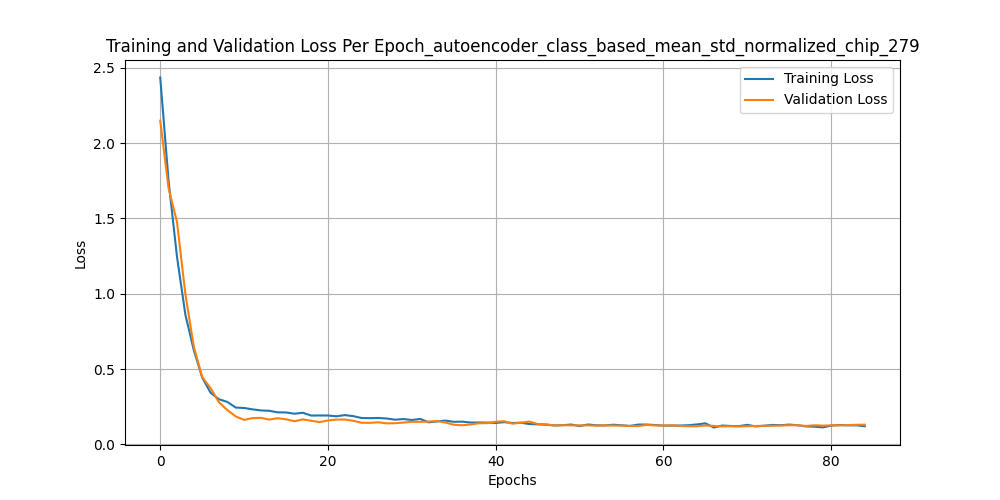 Training and Validation Loss Per Epoch_autoencoder_class_based_mean_std_normalized_chip_279
Training Loss
Validation Loss
2.5
2.0
1.5
1.0
0.5
0.0
Loss
0 20 40 60 80
Epochs